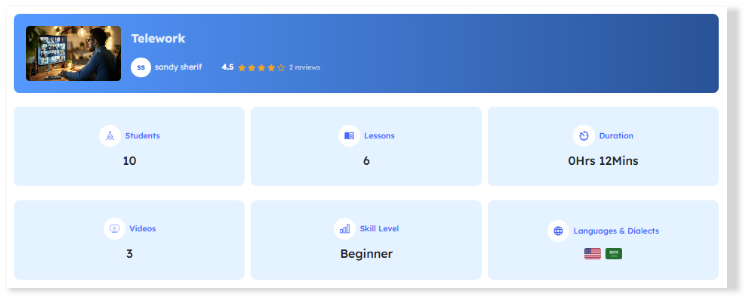 Telework
SS sandy sherif 4.5 2 reviews
Students
10
Lessons
6
Duration
0Hrs 12Mins
Videos
3
Skill Level
Beginner
Languages & Dialects